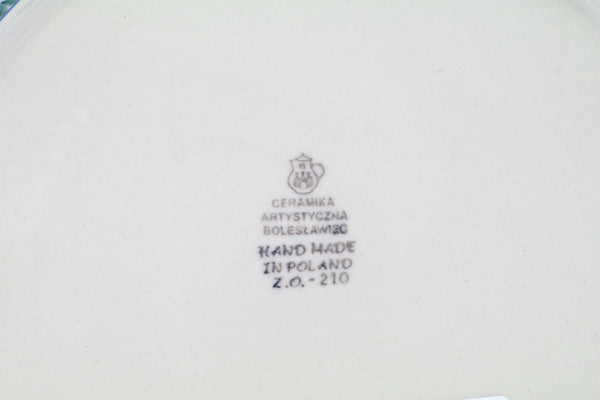 CERAMIKA
ARTYSTYCZNA
BOLESŁAWIEC
HAND MADE
IN POLAND
Z.O.-210